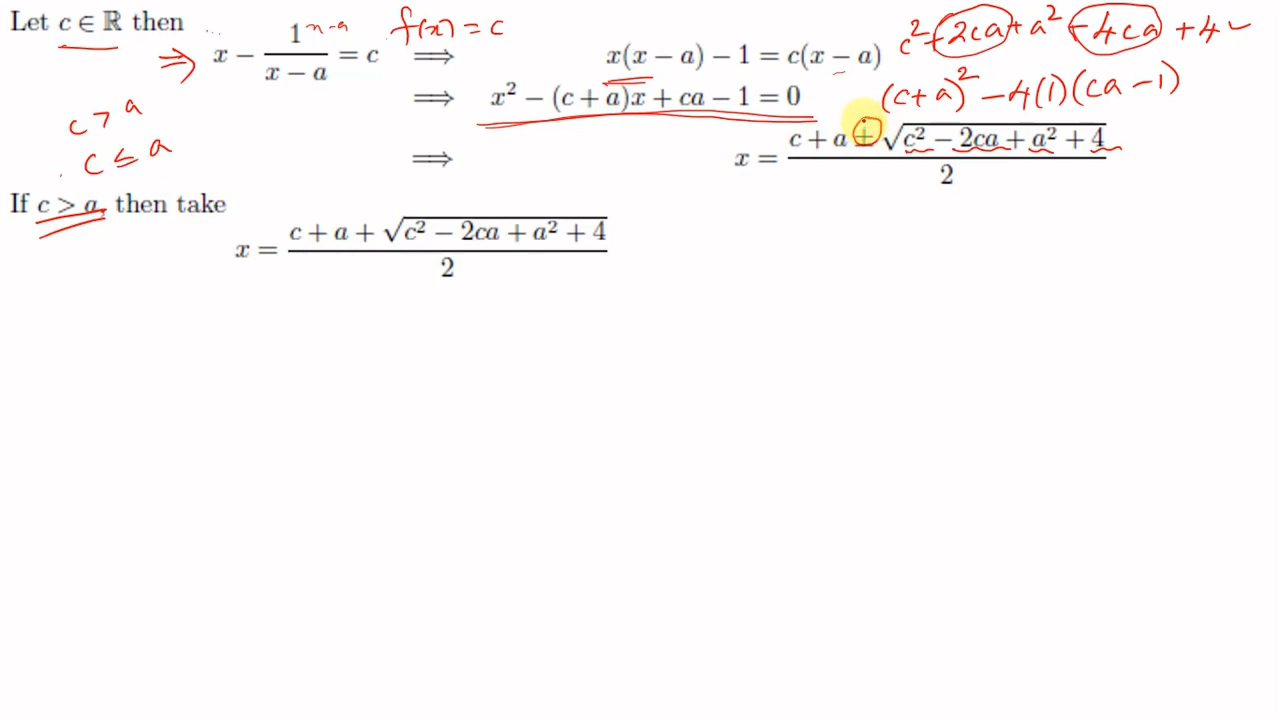 Let c ∈ ℝ then ...
x − 1/(x − a) = c ⟹ x(x − a) − 1 = c(x − a)
⟹ x² − (c + a)x + ca − 1 = 0
⟹ x = (c + a ± √(c² − 2ca + a² + 4))/2
If c > a, then take
x = (c + a + √(c² − 2ca + a² + 4))/2
x-a
f(x) = c
⇒
c > a
c ≤ a
c² + 2ca + a² − 4ca + 4
(c + a)² − 4(1)(ca − 1)